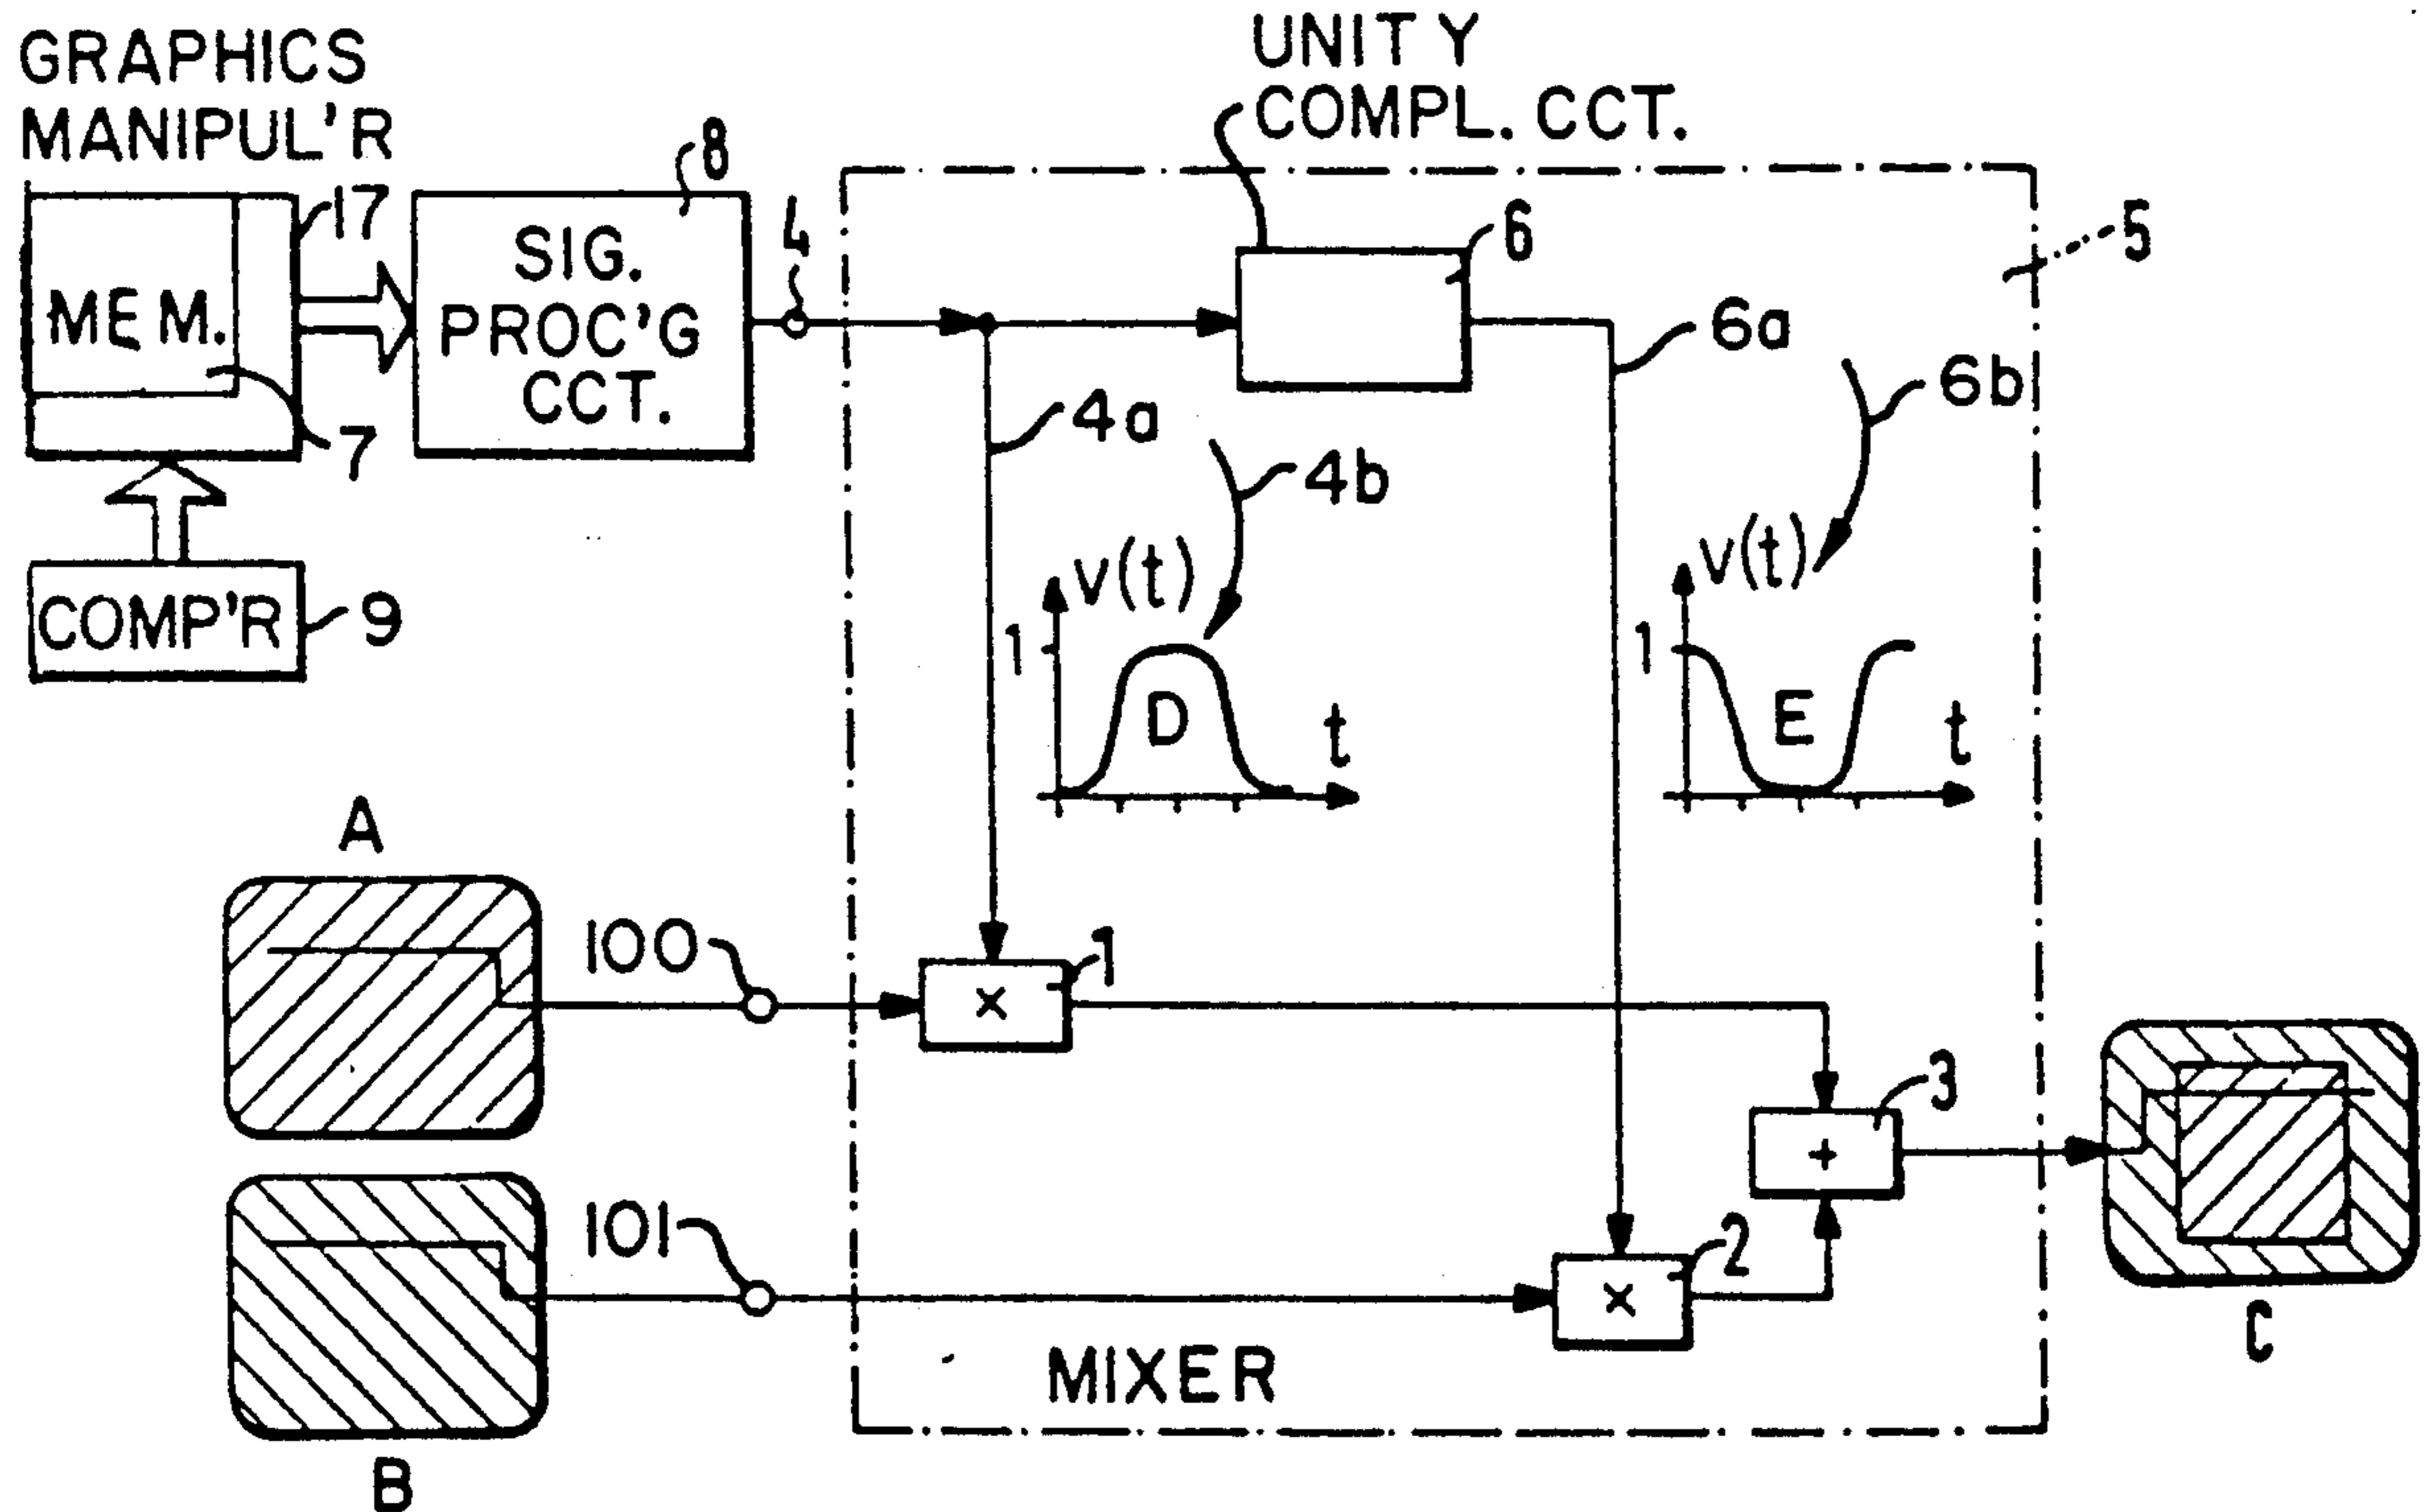 GRAPHICS
MANIPUL'R
UNITY
COMPL. CCT.
8
17
MEM.
7
SIG.
PROC'G
CCT.
4
6
5
6a
6b
4a
4b
COMP'R
9
v(t)
1
D
t
v(t)
1
E
t
A
100
1
×
3
+
101
2
×
MIXER
B
C